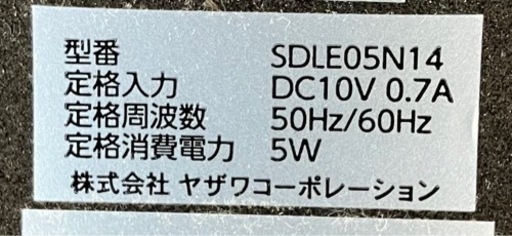 型番 SDLE05N14
定格入力 DC10V 0.7A
定格周波数 50Hz/60Hz
定格消費電力 5W
株式会社 ヤザワコーポレーション